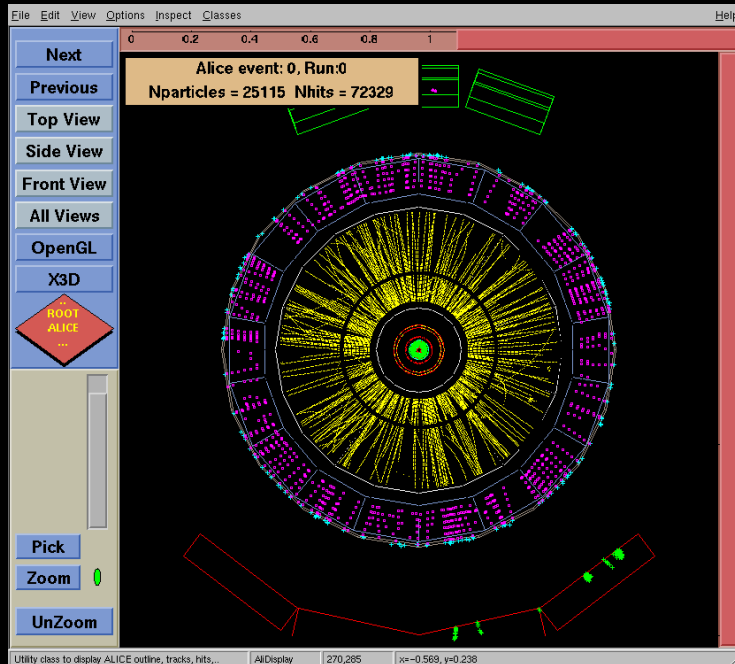 File Edit View Options Inspect Classes Help
0 0.2 0.4 0.6 0.8 1
Alice event: 0, Run:0
Nparticles = 25115 Nhits = 72329
Next
Previous
Top View
Side View
Front View
All Views
OpenGL
X3D
..
ROOT
ALICE
...
Pick
Zoom
UnZoom
Utility class to display ALICE outline, tracks, hits,.. AliDisplay 270,285 x=-0.569, y=0.238